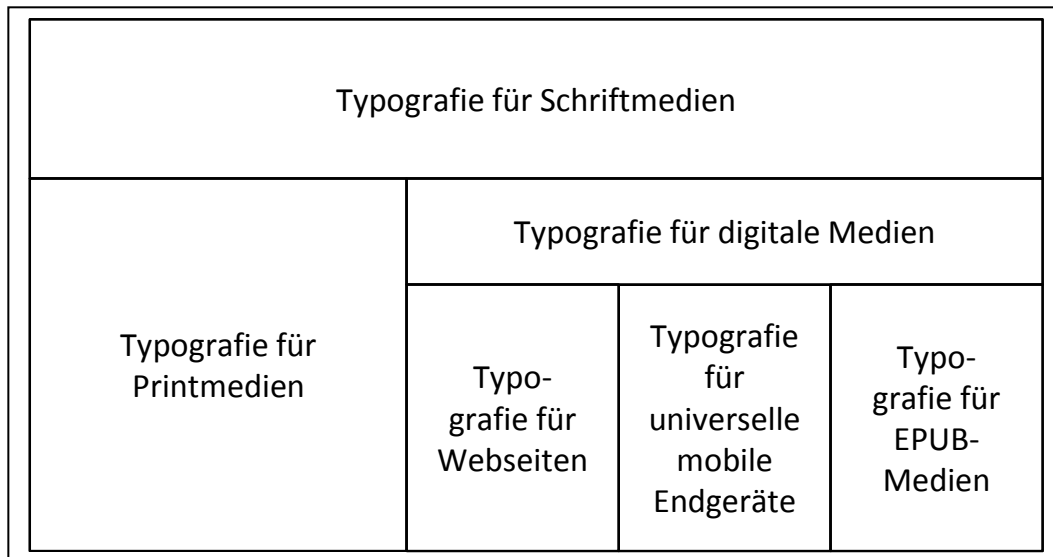 Typografie für Schriftmedien
Typografie für digitale Medien
Typografie für
Printmedien
Typo-
grafie für
Webseiten
Typografie
für
universelle
mobile
Endgeräte
Typo-
grafie für
EPUB-
Medien